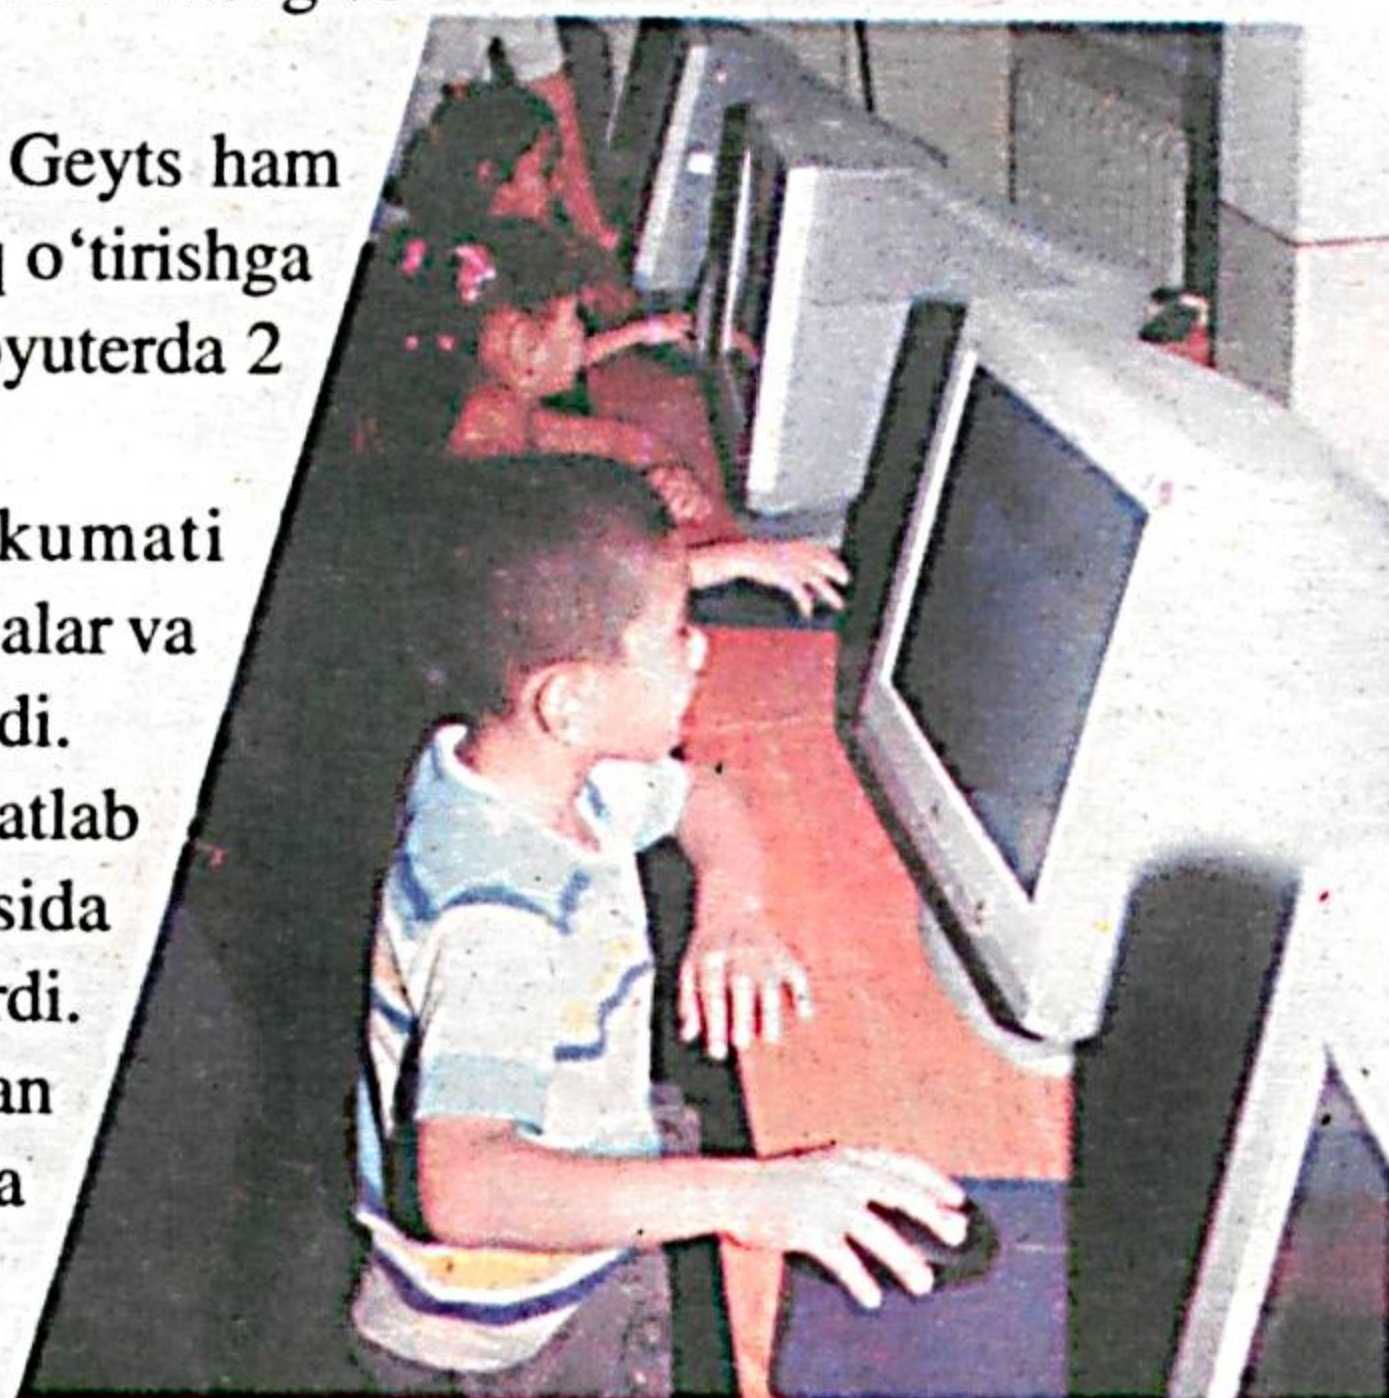 Geyts ham
o‘tirishga
yuterda 2
kumati
alar va
di.
atlab
sida
rdi.
an
a